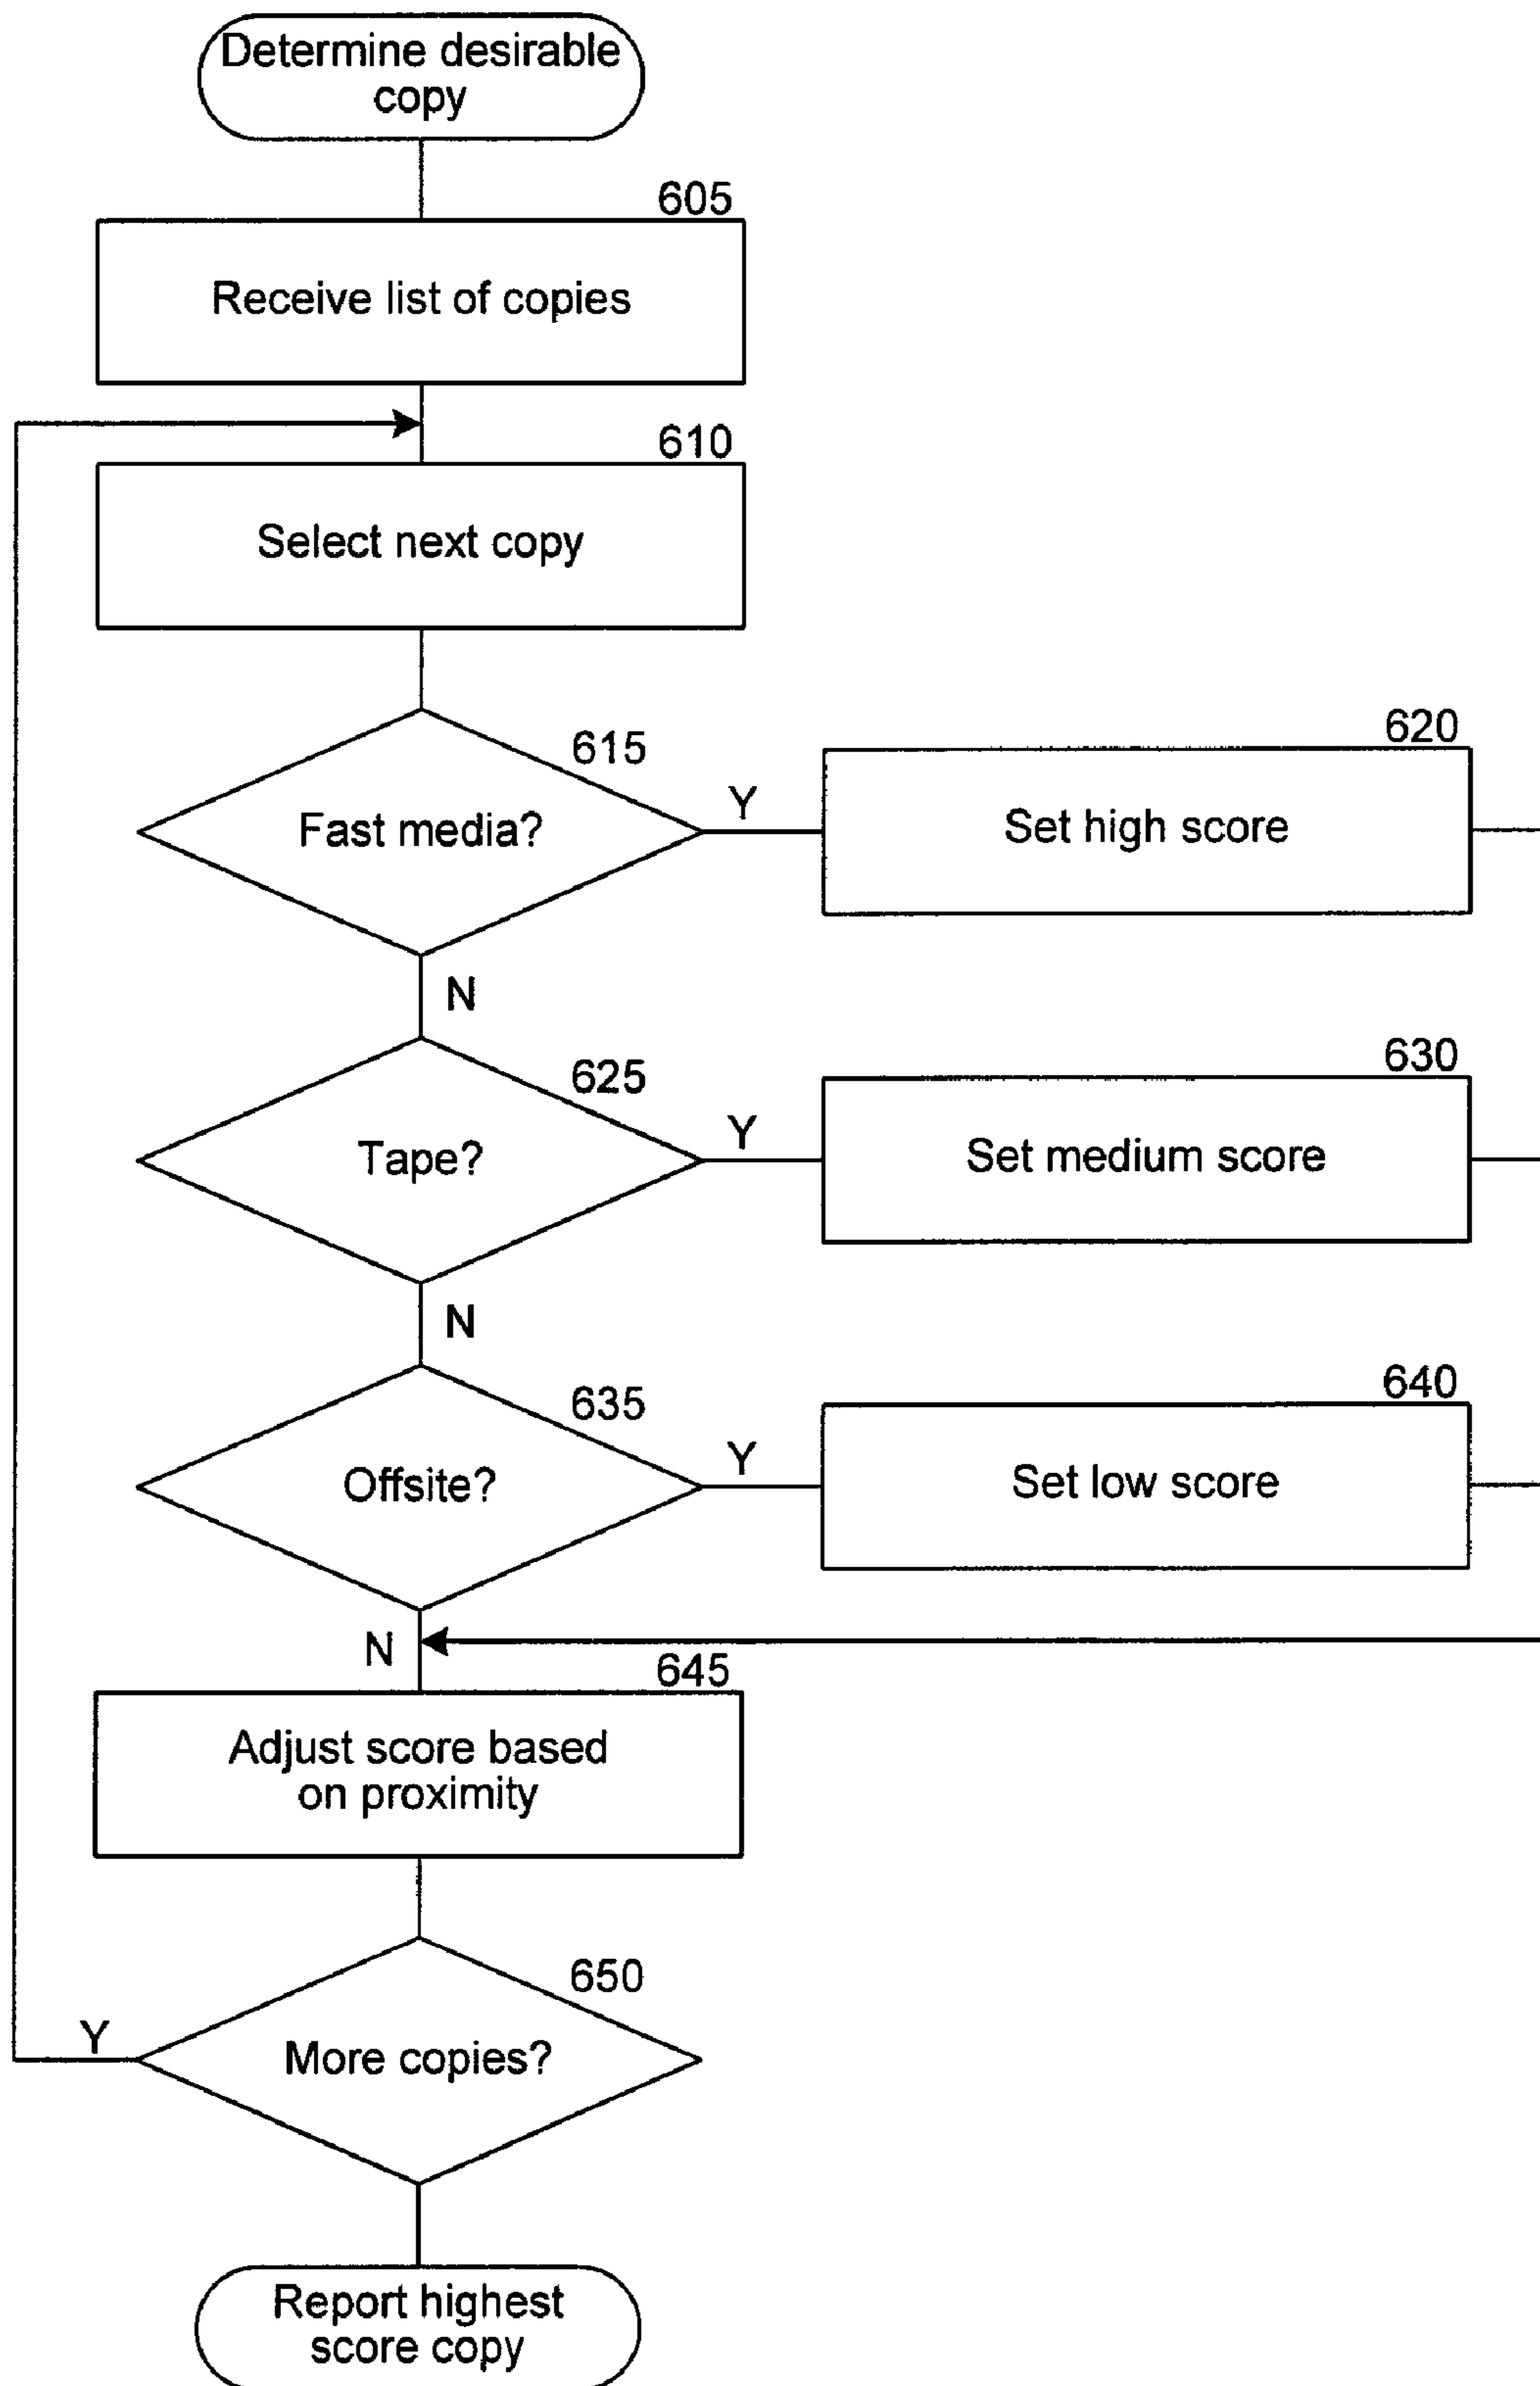 Determine desirable
copy
605
Receive list of copies
610
Select next copy
615
Fast media?
Y
620
Set high score
N
625
Tape?
Y
630
Set medium score
N
635
Offsite?
Y
640
Set low score
N
645
Adjust score based
on proximity
650
More copies?
Y
Report highest
score copy